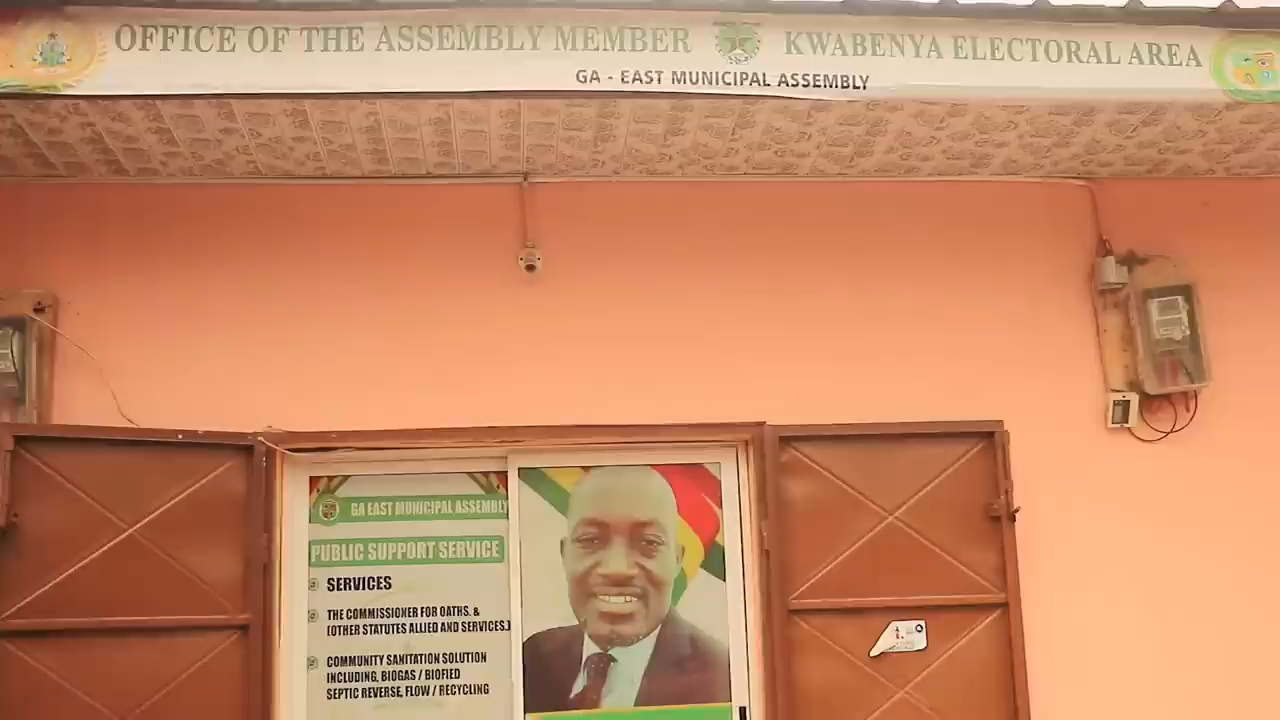 OFFICE OF THE ASSEMBLY MEMBER KWABENYA ELECTORAL AREA
GA - EAST MUNICIPAL ASSEMBLY
GA EAST MUNICIPAL ASSEMBLY
PUBLIC SUPPORT SERVICE
SERVICES
THE COMMISSIONER FOR OATHS. &
(OTHER STATUTES ALLIED AND SERVICES.)
COMMUNITY SANITATION SOLUTION
INCLUDING, BIOGAS / BIOFIED
SEPTIC REVERSE, FLOW / RECYCLING